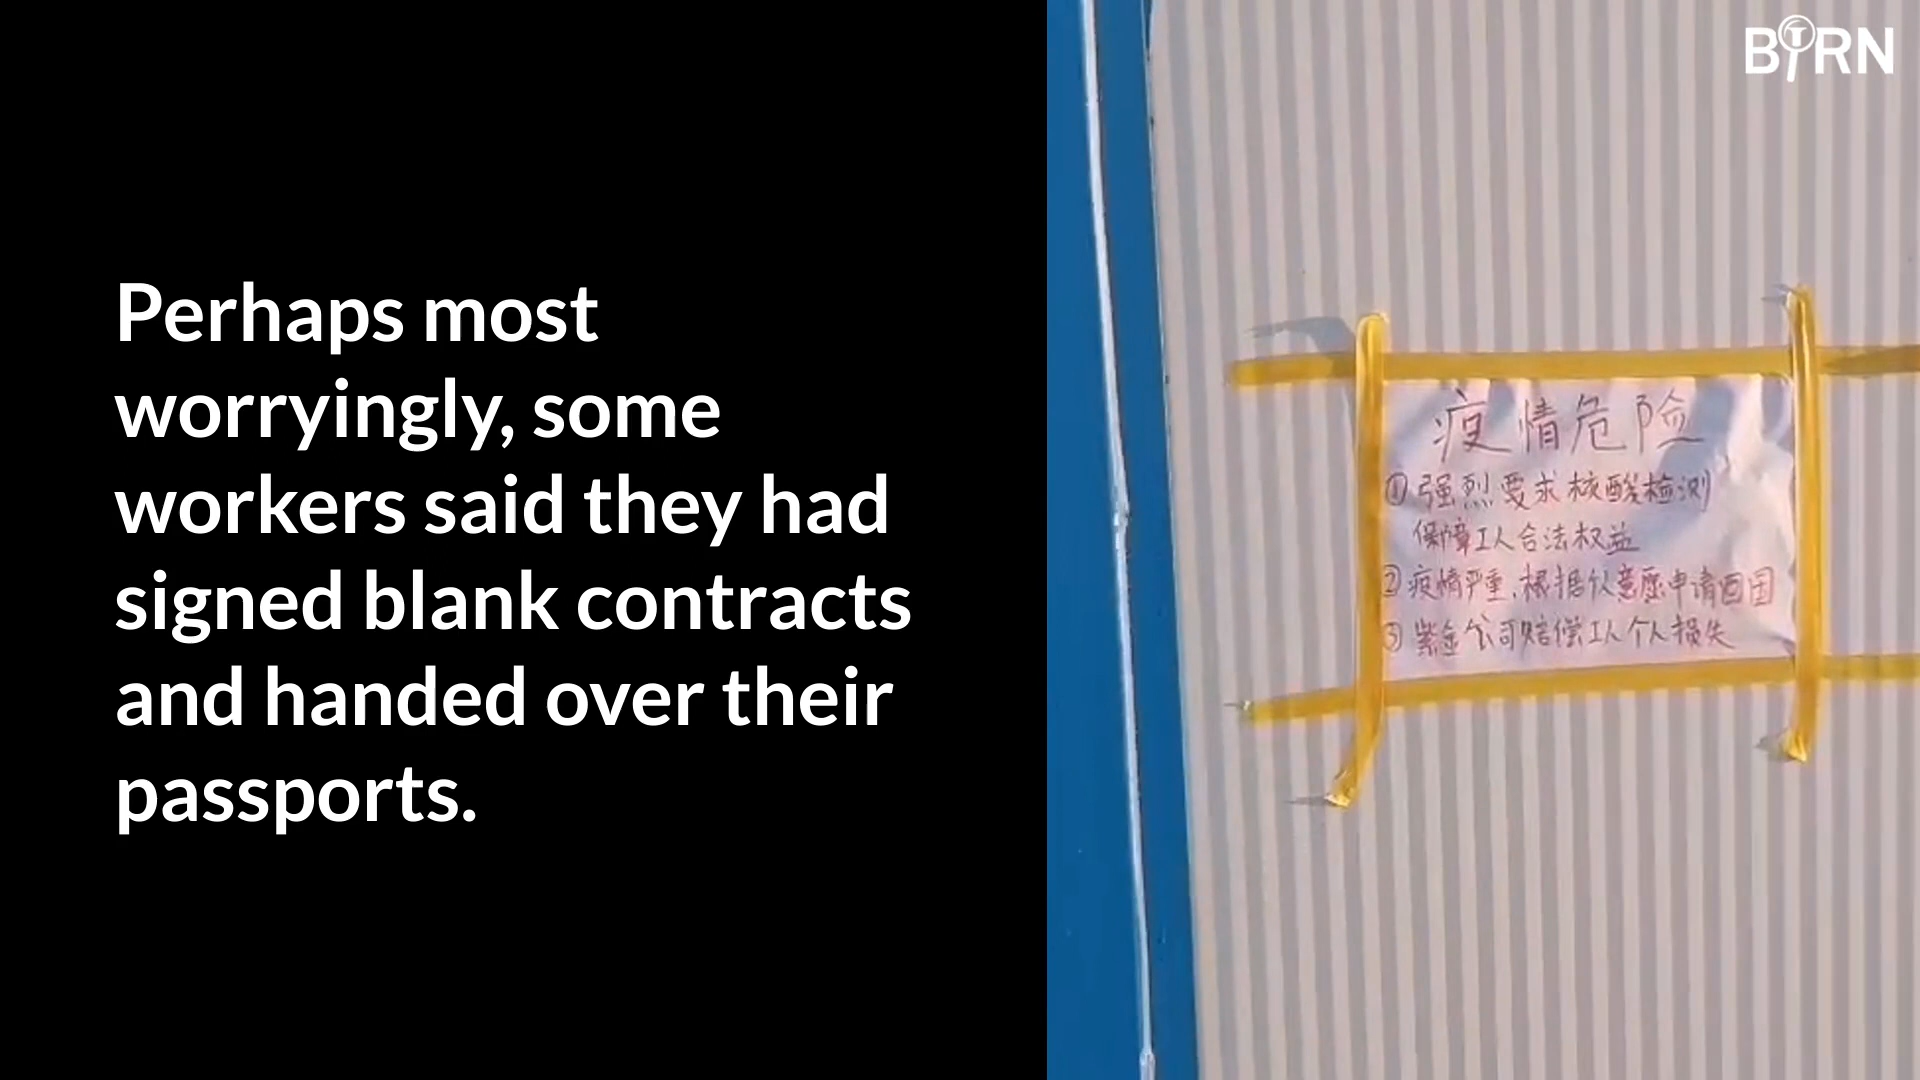 Perhaps most
worryingly, some
workers said they had
signed blank contracts
and handed over their
passports.
BIRN
疫情危险
① 强烈要求核酸检测
保障工人合法权益
② 疫情严重,根据个人意愿申请回国
③ 紫金公司赔偿工人个人损失